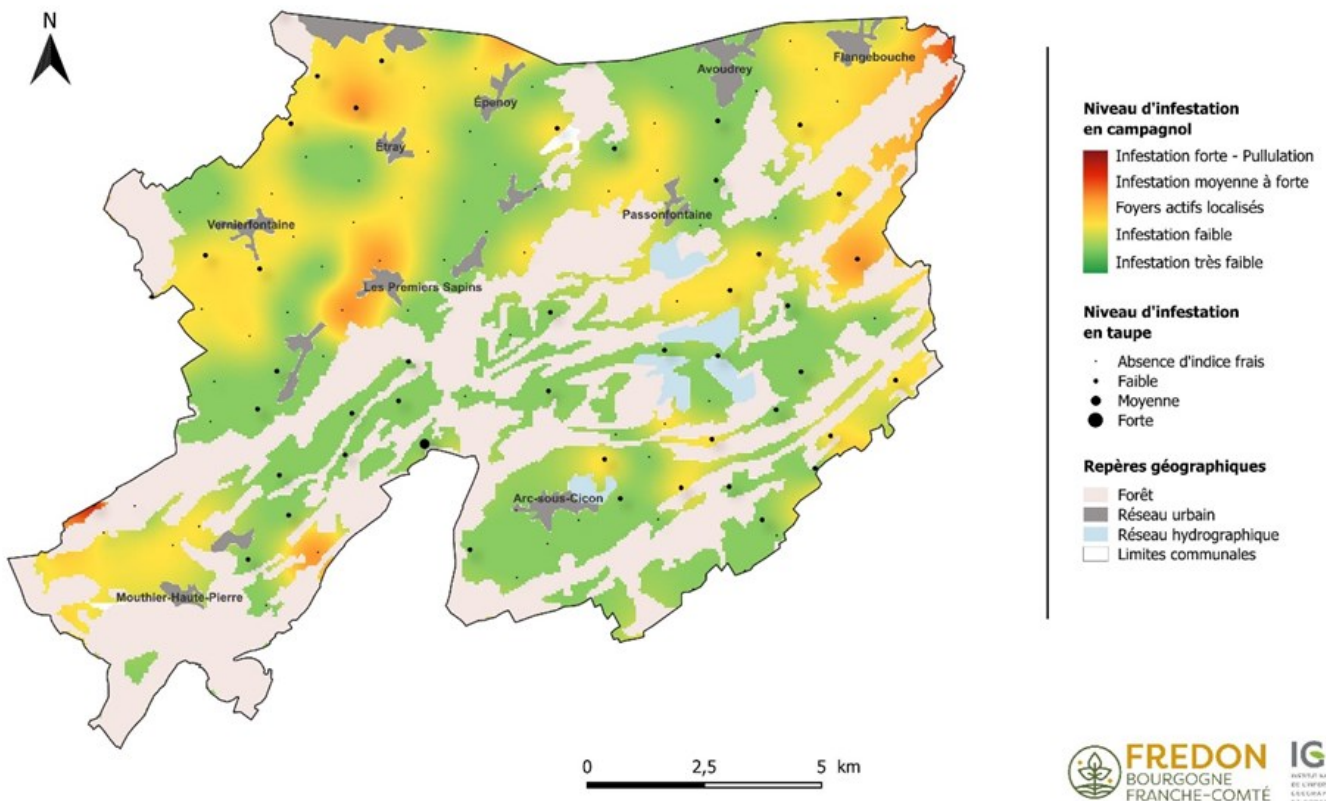 N
Flangebouche
Avoudrey
Épenoy
Étray
Passonfontaine
Vernierfontaine
Les Premiers Sapins
Arc-sous-Cicon
Mouthier-Haute-Pierre
0 2,5 5 km
Niveau d'infestation
en campagnol
Infestation forte - Pullulation
Infestation moyenne à forte
Foyers actifs localisés
Infestation faible
Infestation très faible
Niveau d'infestation
en taupe
Absence d'indice frais
Faible
Moyenne
Forte
Repères géographiques
Forêt
Réseau urbain
Réseau hydrographique
Limites communales
FREDON
BOURGOGNE
FRANCHE-COMTÉ
IG